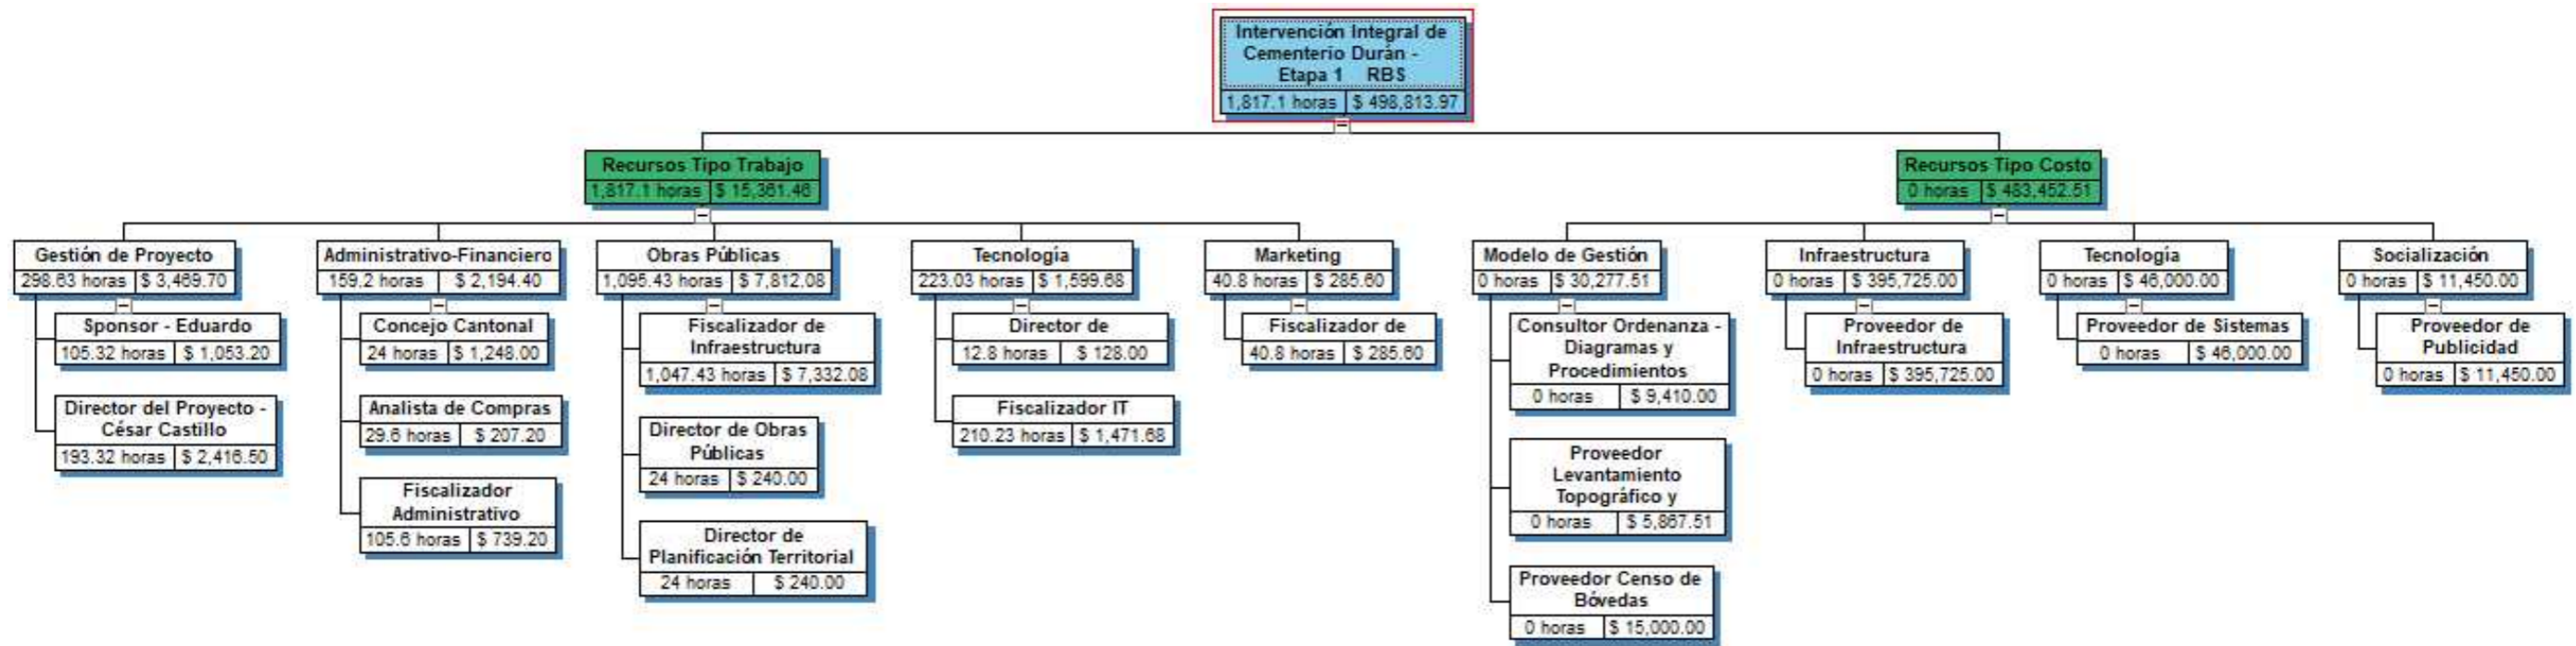 Intervención Integral de
Cementerio Durán -
Etapa 1 RBS
1,817.1 horas $ 498,813.97
Recursos Tipo Trabajo
1,817.1 horas $ 15,361.46
Recursos Tipo Costo
0 horas $ 483,452.51
Gestión de Proyecto
298.63 horas $ 3,469.70
Sponsor - Eduardo
105.32 horas $ 1,053.20
Director del Proyecto -
César Castillo
193.32 horas $ 2,416.50
Administrativo-Financiero
159.2 horas $ 2,194.40
Concejo Cantonal
24 horas $ 1,248.00
Analista de Compras
29.6 horas $ 207.20
Fiscalizador
Administrativo
105.6 horas $ 739.20
Obras Públicas
1,095.43 horas $ 7,812.08
Fiscalizador de
Infraestructura
1,047.43 horas $ 7,332.08
Director de Obras
Públicas
24 horas $ 240.00
Director de
Planificación Territorial
24 horas $ 240.00
Tecnología
223.03 horas $ 1,599.68
Director de
12.8 horas $ 128.00
Fiscalizador IT
210.23 horas $ 1,471.68
Marketing
40.8 horas $ 285.60
Fiscalizador de
40.8 horas $ 285.60
Modelo de Gestión
0 horas $ 30,277.51
Consultor Ordenanza -
Diagramas y
Procedimientos
0 horas $ 9,410.00
Proveedor
Levantamiento
Topográfico y
0 horas $ 5,867.51
Proveedor Censo de
Bóvedas
0 horas $ 15,000.00
Infraestructura
0 horas $ 395,725.00
Proveedor de
Infraestructura
0 horas $ 395,725.00
Tecnología
0 horas $ 46,000.00
Proveedor de Sistemas
0 horas $ 46,000.00
Socialización
0 horas $ 11,450.00
Proveedor de
Publicidad
0 horas $ 11,450.00